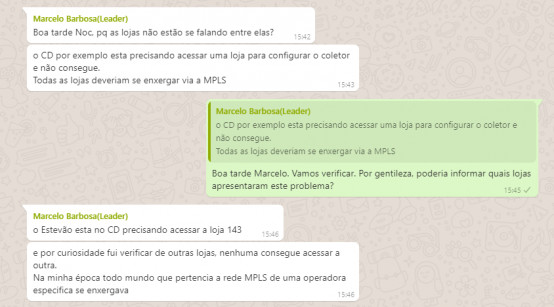 Marcelo Barbosa(Leader)
Boa tarde Noc, pq as lojas não estão se falando entre elas?
15:42
o CD por exemplo esta precisando acessar uma loja para configurar o coletor
e não consegue.
Todas as lojas deveriam se enxergar via a MPLS
15:43
Marcelo Barbosa(Leader)
o CD por exemplo esta precisando acessar uma loja para configurar o coletor e
não consegue.
Todas as lojas deveriam se enxergar via a MPLS
Boa tarde Marcelo. Vamos verificar. Por gentileza, poderia informar quais lojas
apresentaram este problema?
15:45
Marcelo Barbosa(Leader)
o Estevão esta no CD precisando acessar a loja 143
15:46
e por curiosidade fui verificar de outras lojas, nenhuma consegue acessar a
outra.
Na minha época todo mundo que pertencia a rede MPLS de uma operadora
especifica se enxergava
15:46